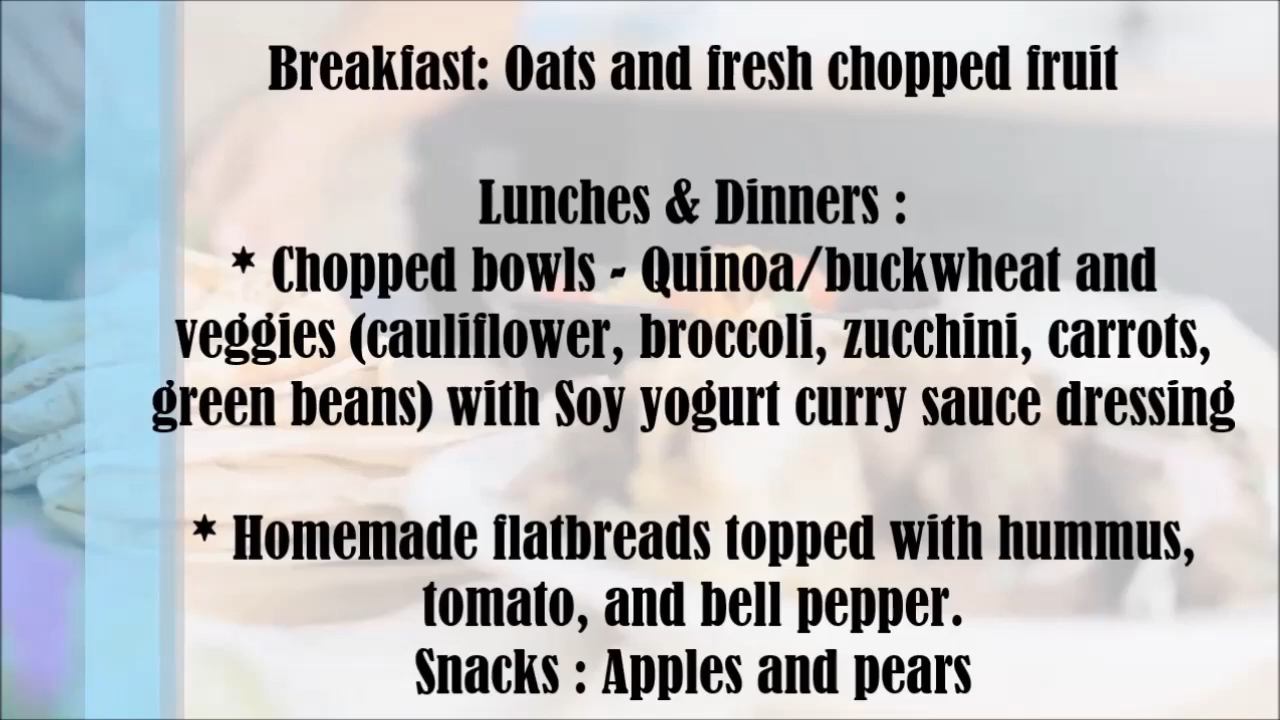 Breakfast: Oats and fresh chopped fruit
Lunches & Dinners :
* Chopped bowls - Quinoa/buckwheat and
veggies (cauliflower, broccoli, zucchini, carrots,
green beans) with Soy yogurt curry sauce dressing
* Homemade flatbreads topped with hummus,
tomato, and bell pepper.
Snacks : Apples and pears